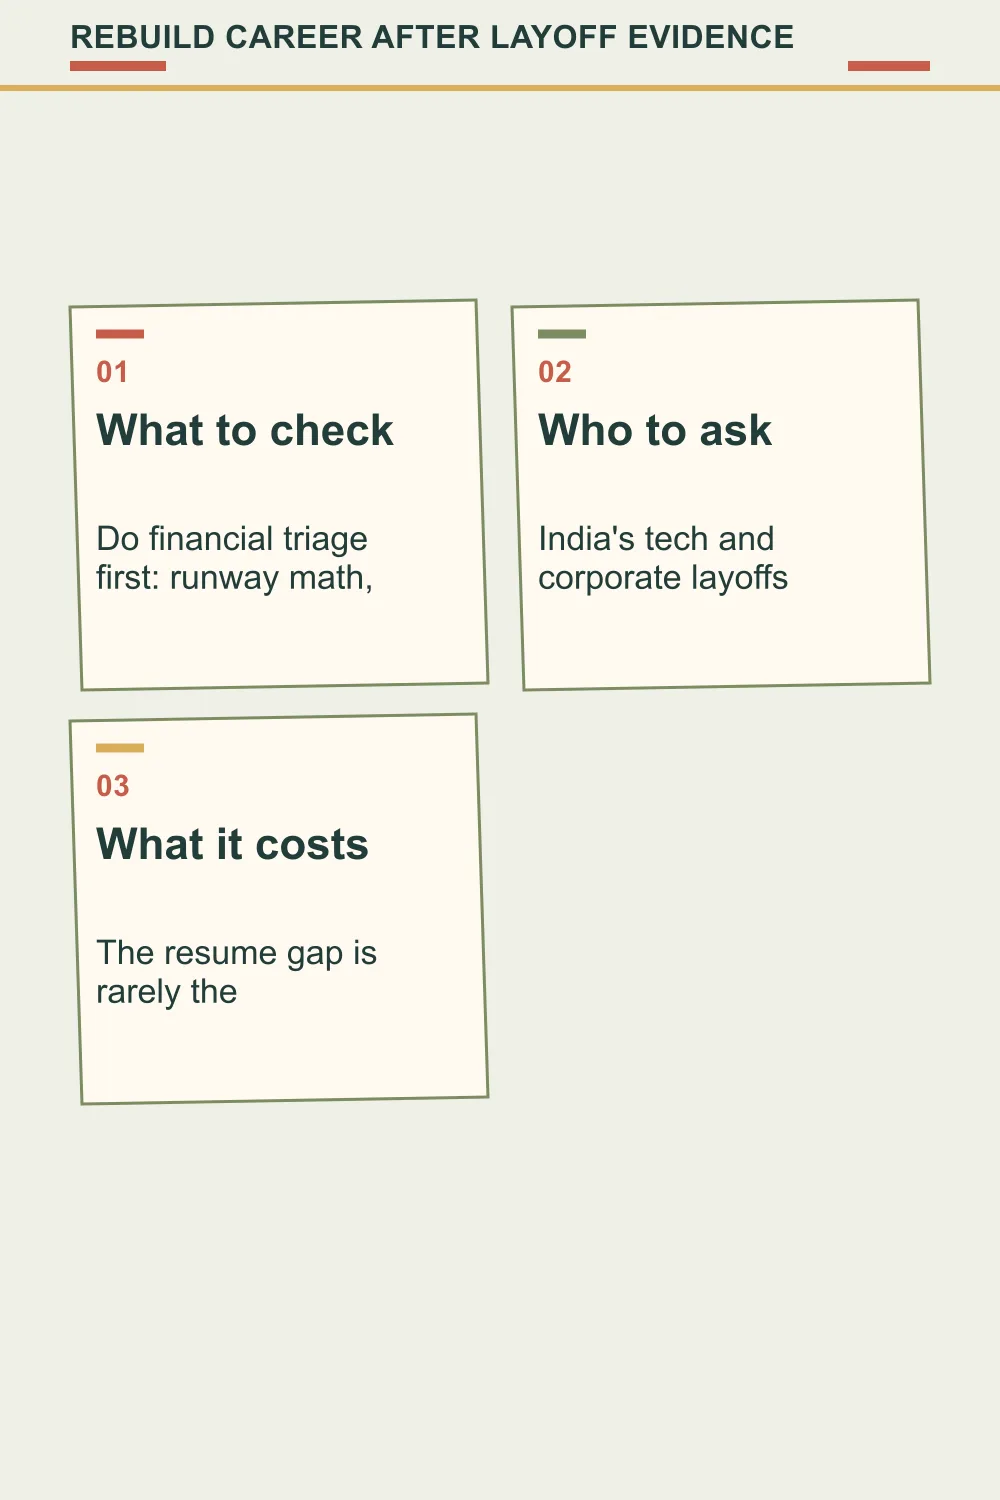 REBUILD CAREER AFTER LAYOFF EVIDENCE
01
What to check
Do financial triage
first: runway math,
02
Who to ask
India's tech and
corporate layoffs
03
What it costs
The resume gap is
rarely the